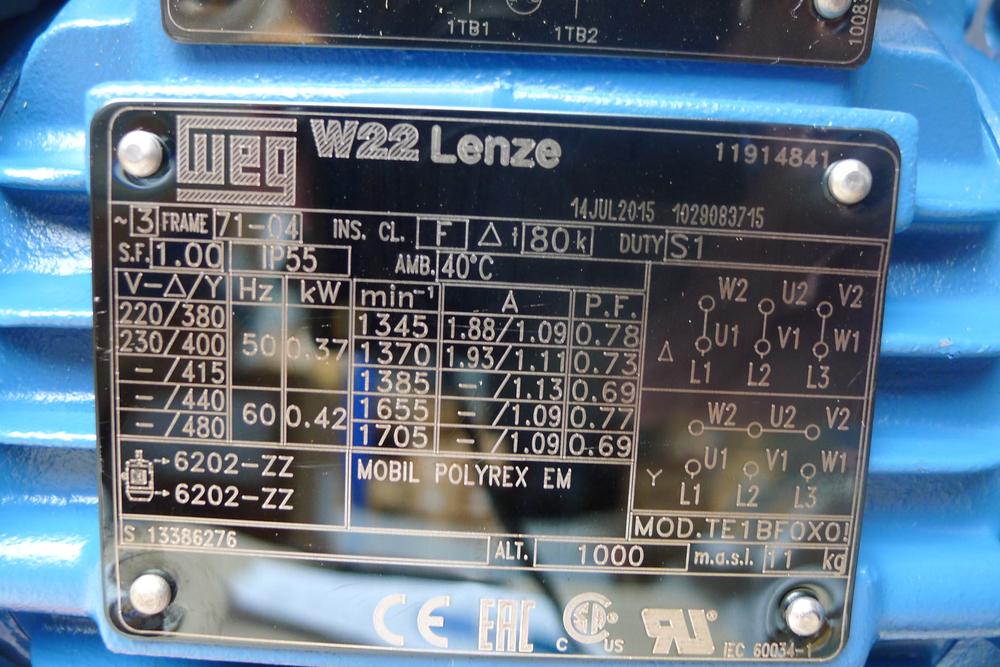 1TB1 1TB2
10083
WEG W22 Lenze 11914841
14JUL2015 1029083715
~ 3 FRAME 71-04 INS. CL. F Δt 80 k DUTY S1
S.F. 1.00 IP55 AMB. 40°C
V-Δ/Y Hz kW min⁻¹ A P.F.
220/380 1345 1.88/1.09 0.78
230/400 50 0.37 1370 1.93/1.11 0.73
-/415 1385 -/1.13 0.69
-/440 60 0.42 1655 -/1.09 0.77
-/480 1705 -/1.09 0.69
W2 U2 V2
Δ U1 V1 W1
L1 L2 L3
W2 U2 V2
Y U1 V1 W1
L1 L2 L3
6202-ZZ
6202-ZZ
MOBIL POLYREX EM
MOD.TE1BF0X0
S 13386276
ALT. 1000 m.a.s.l. 11 kg
CE EAC C US RU
IEC 60034-1